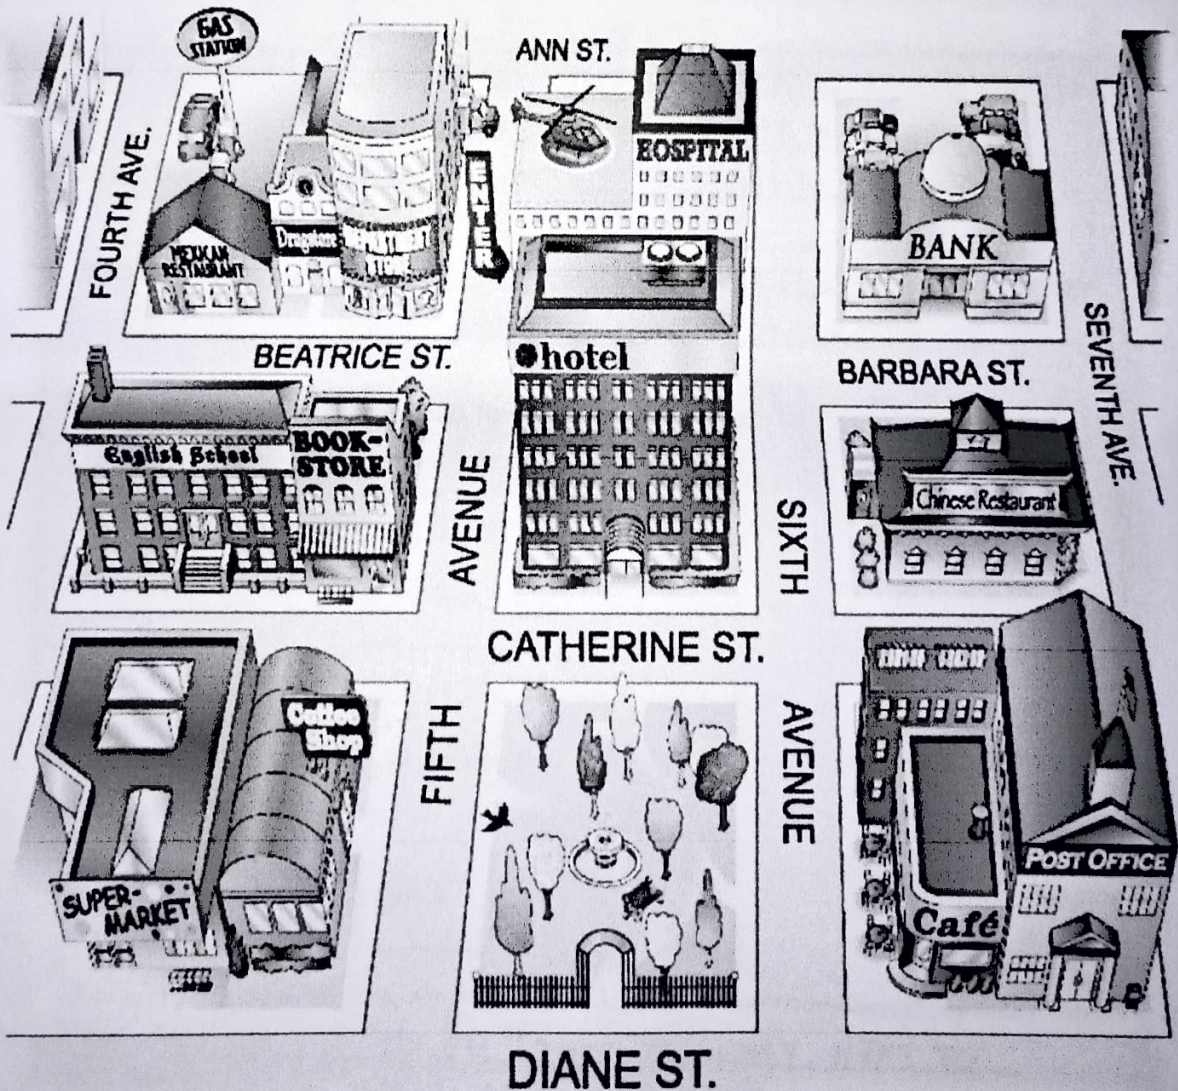 GAS
STATION
ANN ST.
FOURTH AVE.
MEXICAN
RESTAURANT
Drugstore
ENTER
HOSPITAL
BANK
BEATRICE ST.
hotel
BARBARA ST.
SEVENTH AVE.
English School
BOOK-
STORE
AVENUE
SIXTH
Chinese Restaurant
CATHERINE ST.
Coffee
Shop
FIFTH
AVENUE
SUPER-
MARKET
Café
POST OFFICE
DIANE ST.